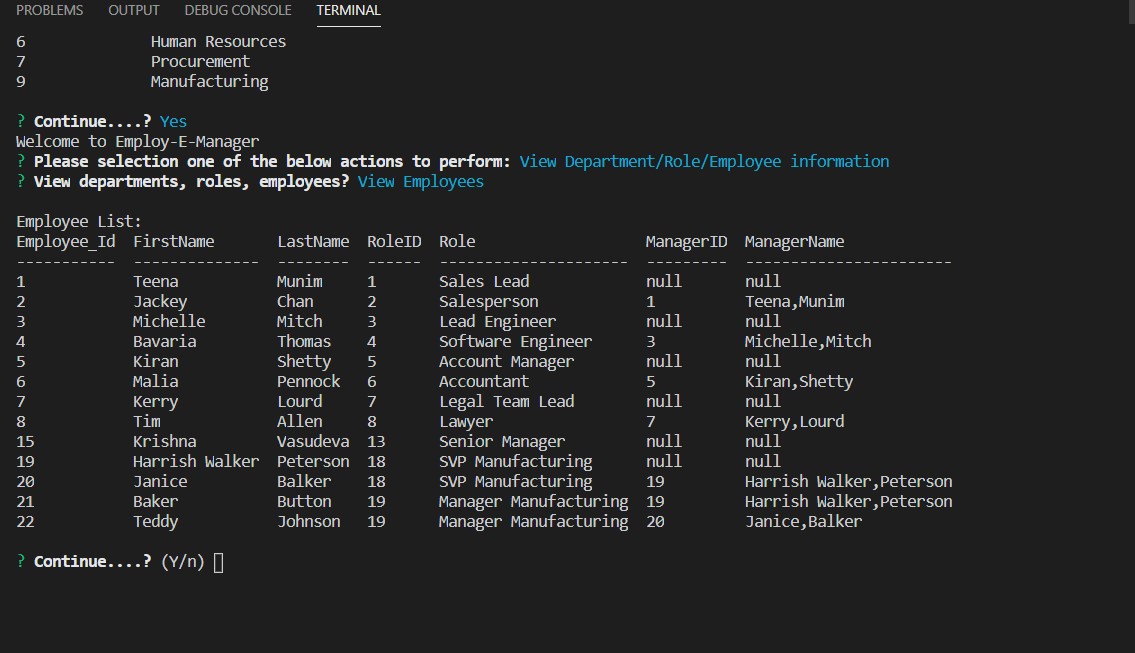 PROBLEMS OUTPUT DEBUG CONSOLE TERMINAL
6 Human Resources
7 Procurement
9 Manufacturing
? Continue....? Yes
Welcome to Employ-E-Manager
? Please selection one of the below actions to perform: View Department/Role/Employee information
? View departments, roles, employees? View Employees
Employee List:
Employee_Id FirstName LastName RoleID Role ManagerID ManagerName
----------- -------------- -------- ------ --------------------- --------- -----------------------
1 Teena Munim 1 Sales Lead null null
2 Jackey Chan 2 Salesperson 1 Teena,Munim
3 Michelle Mitch 3 Lead Engineer null null
4 Bavaria Thomas 4 Software Engineer 3 Michelle,Mitch
5 Kiran Shetty 5 Account Manager null null
6 Malia Pennock 6 Accountant 5 Kiran,Shetty
7 Kerry Lourd 7 Legal Team Lead null null
8 Tim Allen 8 Lawyer 7 Kerry,Lourd
15 Krishna Vasudeva 13 Senior Manager null null
19 Harrish Walker Peterson 18 SVP Manufacturing null null
20 Janice Balker 18 SVP Manufacturing 19 Harrish Walker,Peterson
21 Baker Button 19 Manager Manufacturing 19 Harrish Walker,Peterson
22 Teddy Johnson 19 Manager Manufacturing 20 Janice,Balker
? Continue....? (Y/n)